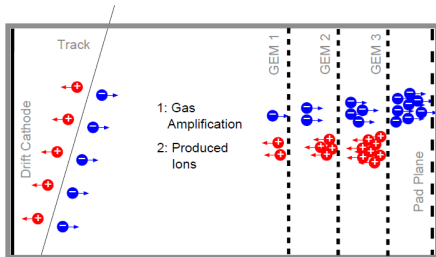 Track
Drift Cathode
1: Gas
Amplification
2: Produced
Ions
GEM 1
GEM 2
GEM 3
Pad Plane